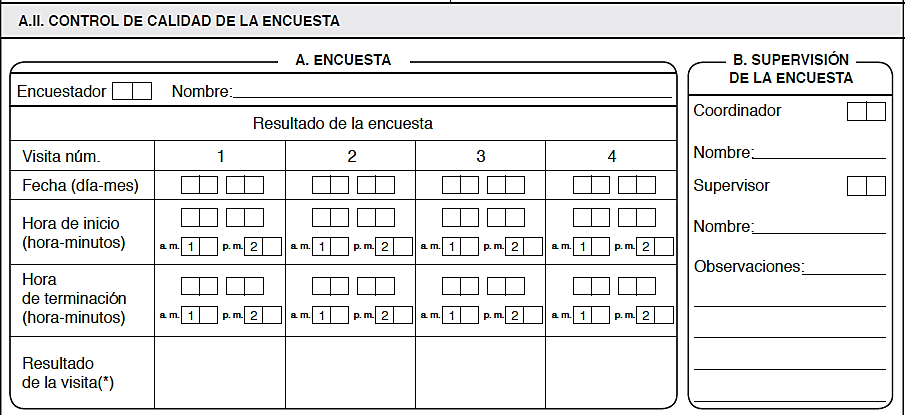 A.II. CONTROL DE CALIDAD DE LA ENCUESTA
A. ENCUESTA
Encuestador Nombre:
Resultado de la encuesta
Visita núm. 1 2 3 4
Fecha (día-mes)
Hora de inicio
(hora-minutos)
a. m. 1 p. m. 2 a. m. 1 p. m. 2 a. m. 1 p. m. 2 a. m. 1 p. m. 2
Hora
de terminación
(hora-minutos)
a. m. 1 p. m. 2 a. m. 1 p. m. 2 a. m. 1 p. m. 2 a. m. 1 p. m. 2
Resultado
de la visita(*)
B. SUPERVISIÓN
DE LA ENCUESTA
Coordinador
Nombre:
Supervisor
Nombre:
Observaciones: